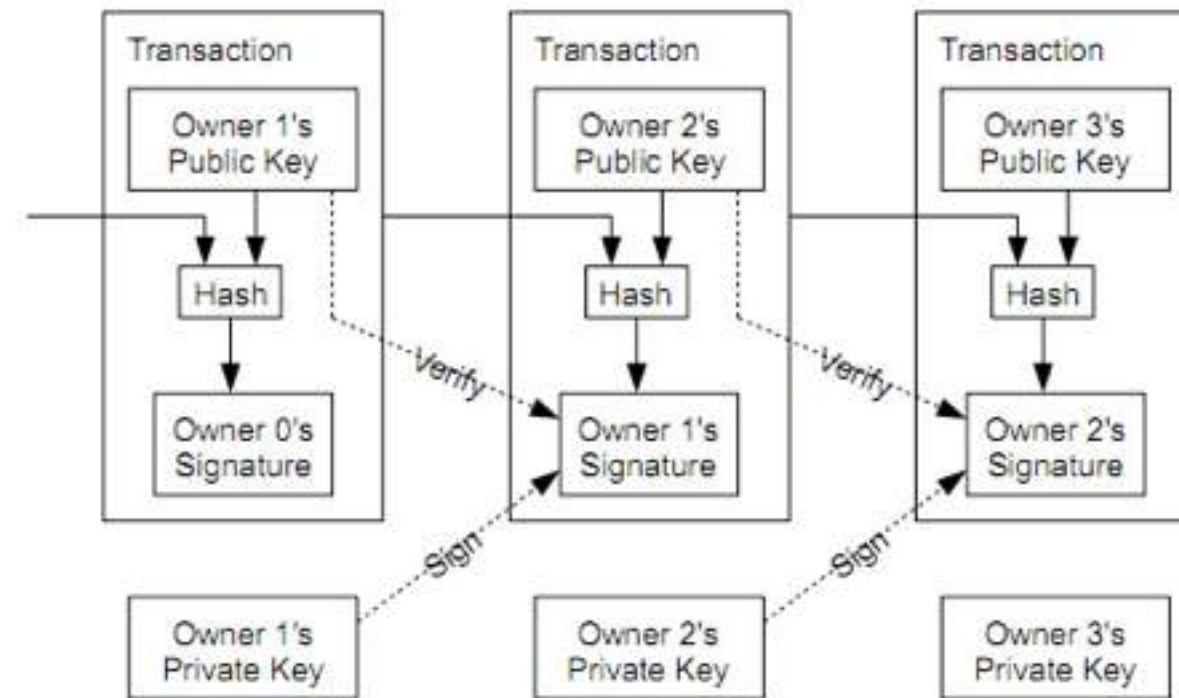 Transaction
Transaction
Transaction
Owner 1's
Public Key
Owner 2's
Public Key
Owner 3's
Public Key
Hash
Hash
Hash
Verify
Verify
Owner 0's
Signature
Owner 1's
Signature
Owner 2's
Signature
Sign
Sign
Owner 1's
Private Key
Owner 2's
Private Key
Owner 3's
Private Key